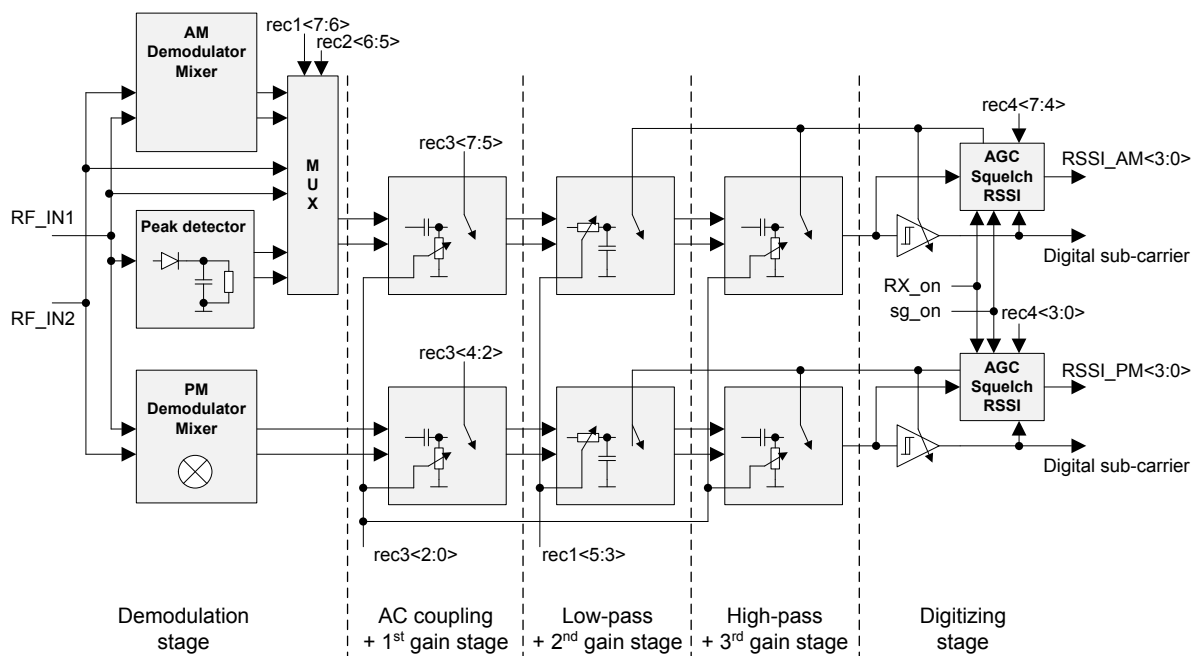 rec1<7:6>
rec2<6:5>
AM
Demodulator
Mixer
MUX
rec3<7:5>
rec4<7:4>
AGC
Squelch
RSSI
RSSI_AM<3:0>
RF_IN1
Peak detector
Digital sub-carrier
RX_on
sg_on
RF_IN2
rec3<4:2>
rec4<3:0>
PM
Demodulator
Mixer
AGC
Squelch
RSSI
RSSI_PM<3:0>
Digital sub-carrier
rec3<2:0>
rec1<5:3>
Demodulation
stage
AC coupling
+ 1st gain stage
Low-pass
+ 2nd gain stage
High-pass
+ 3rd gain stage
Digitizing
stage